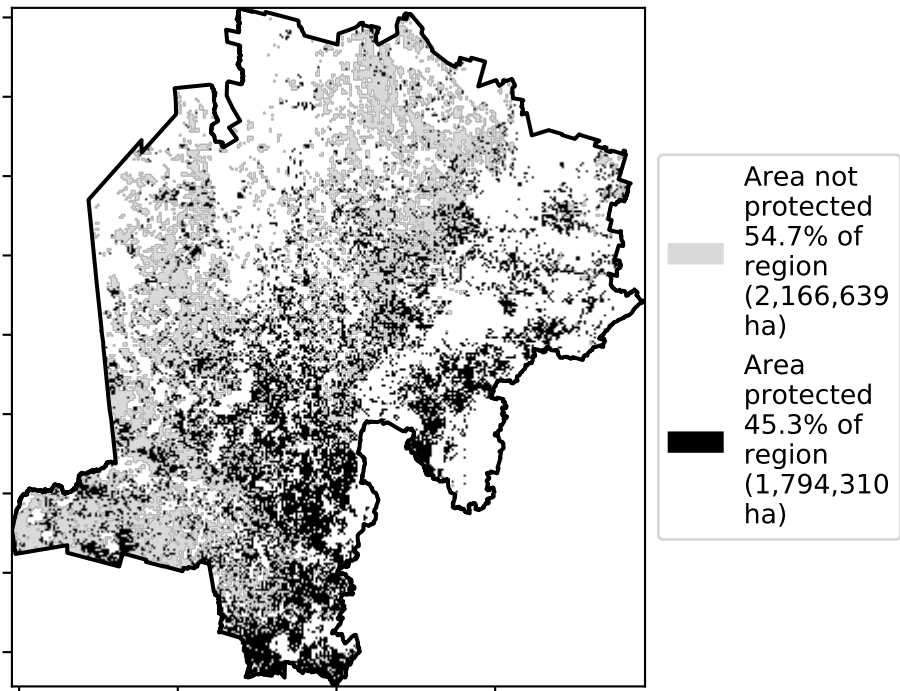 Area not
protected
54.7% of
region
(2,166,639
ha)
Area
protected
45.3% of
region
(1,794,310
ha)